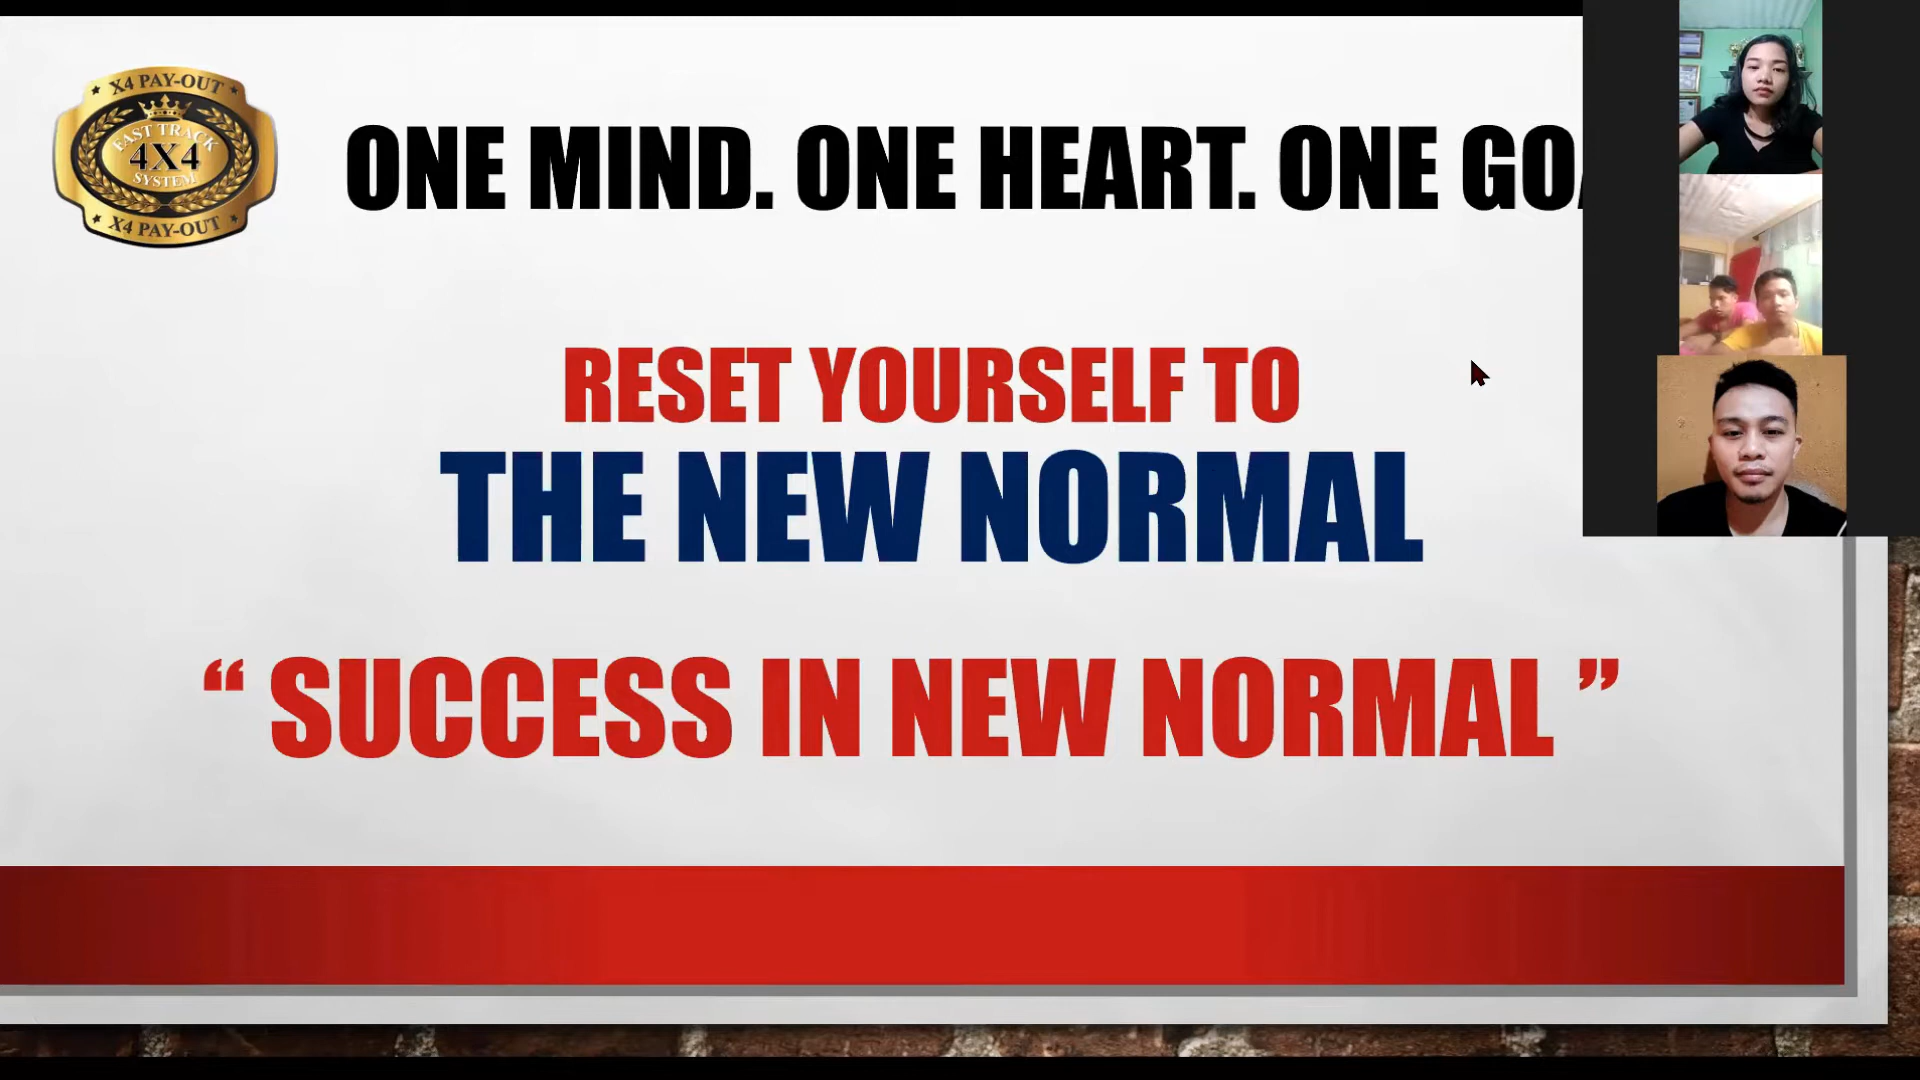 X4 PAY-OUT
FAST TRACK
4X4
SYSTEM
X4 PAY-OUT
ONE MIND. ONE HEART. ONE GO
RESET YOURSELF TO
THE NEW NORMAL
“ SUCCESS IN NEW NORMAL ”